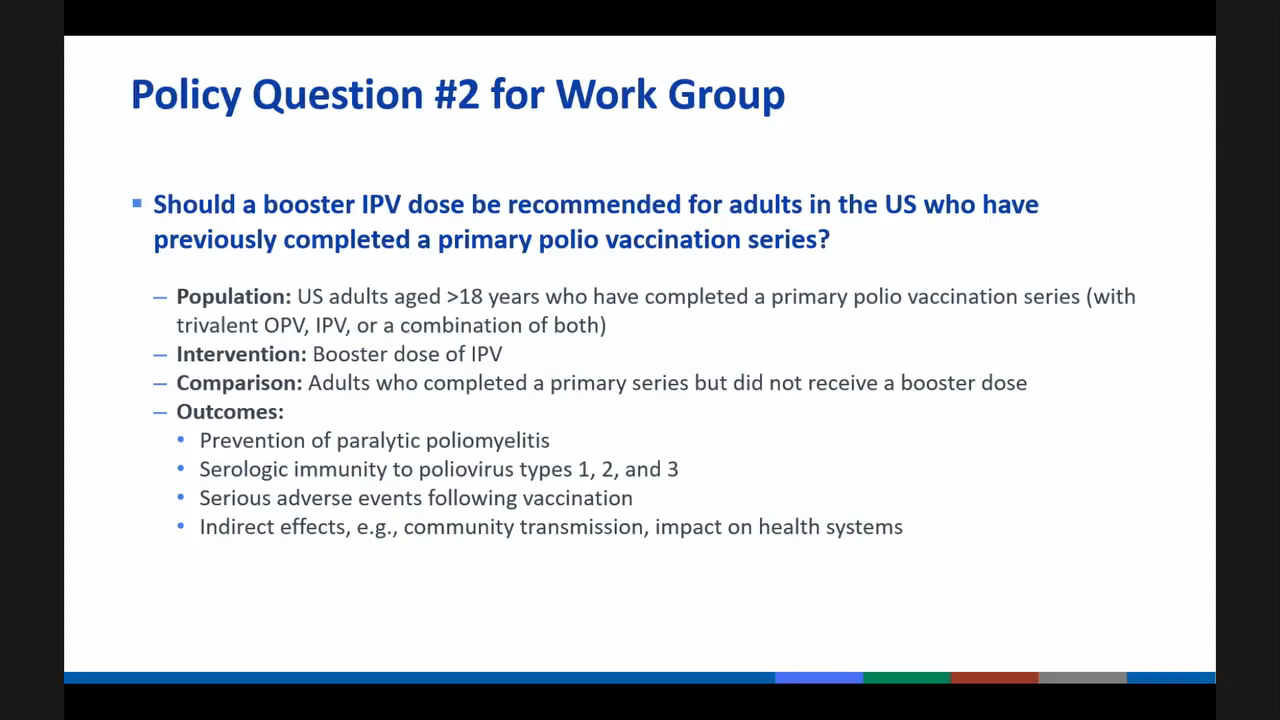 Policy Question #2 for Work Group
▪ Should a booster IPV dose be recommended for adults in the US who have
previously completed a primary polio vaccination series?
– Population: US adults aged >18 years who have completed a primary polio vaccination series (with
trivalent OPV, IPV, or a combination of both)
– Intervention: Booster dose of IPV
– Comparison: Adults who completed a primary series but did not receive a booster dose
– Outcomes:
• Prevention of paralytic poliomyelitis
• Serologic immunity to poliovirus types 1, 2, and 3
• Serious adverse events following vaccination
• Indirect effects, e.g., community transmission, impact on health systems